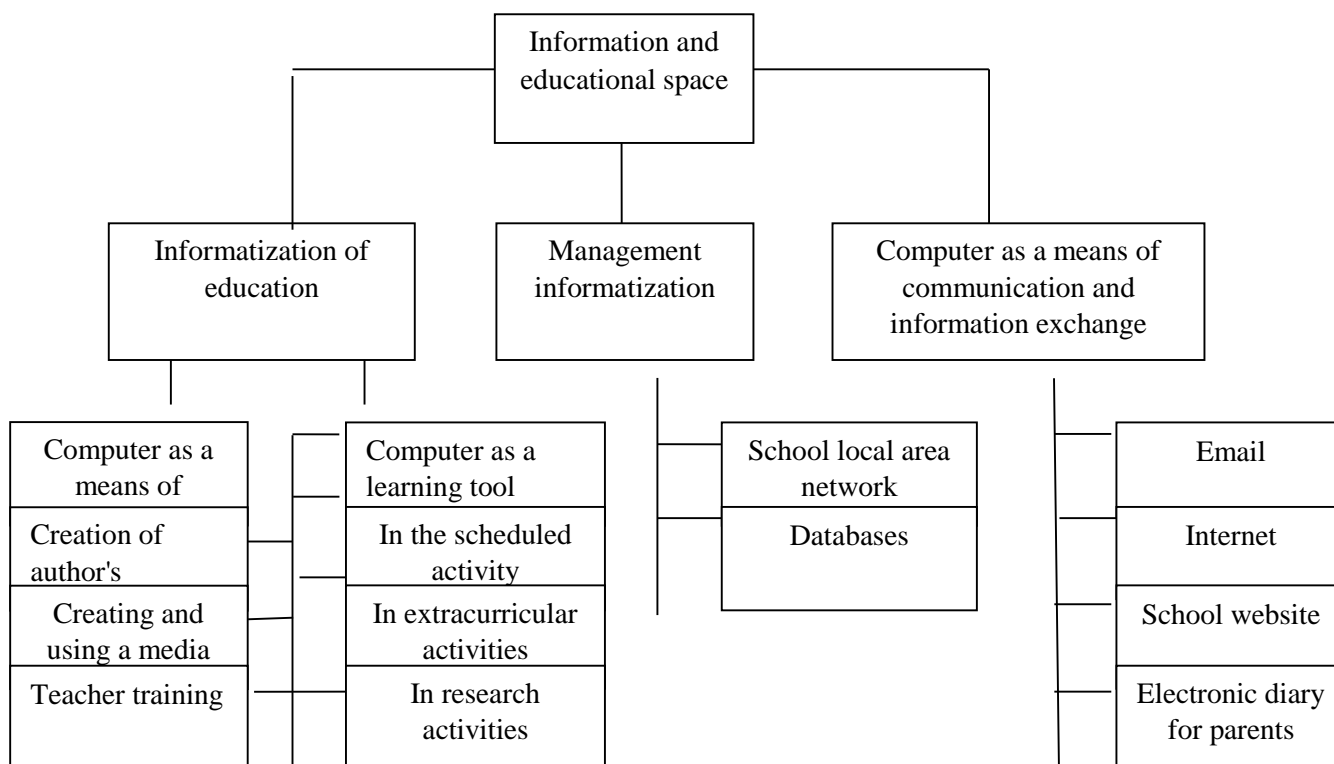 Information and
educational space
Informatization of
education
Management
informatization
Computer as a means of
communication and
information exchange
Computer as a
means of
Creation of
author's
Creating and
using a media
Teacher training
Computer as a
learning tool
In the scheduled
activity
In extracurricular
activities
In research
activities
School local area
network
Databases
Email
Internet
School website
Electronic diary
for parents